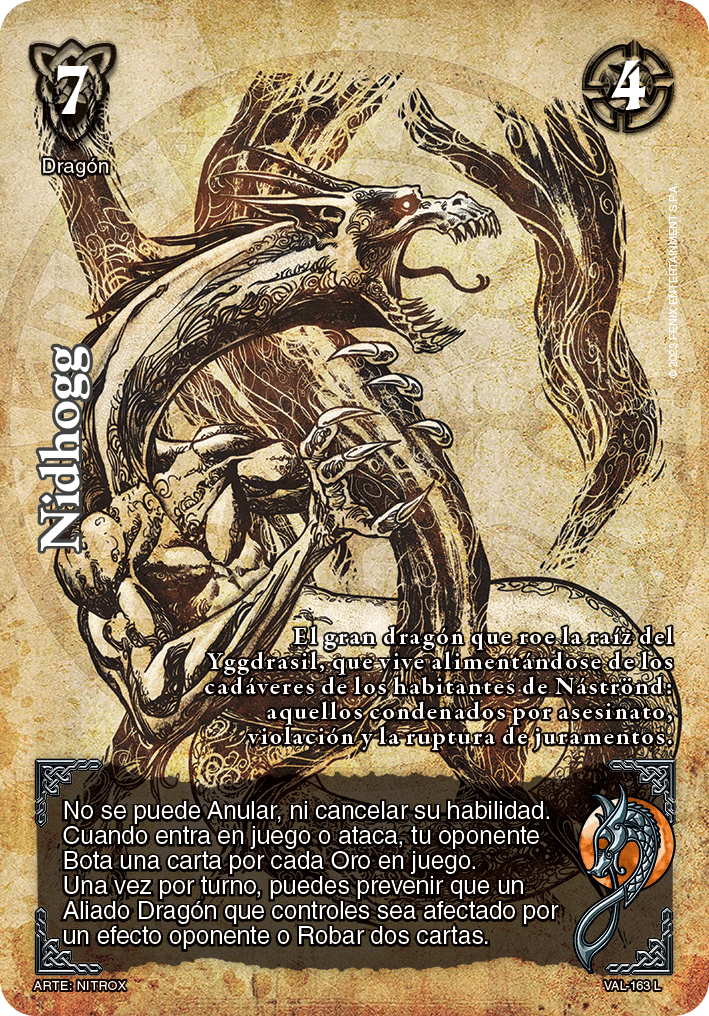 7
4
Dragón
© 2023 FENIX ENTERTAINMENT S.P.A
Nidhogg
El gran dragón que roe la raíz del
Yggdrasil, que vive alimentándose de los
cadáveres de los habitantes de Náströnd:
aquellos condenados por asesinato,
violación y la ruptura de juramentos.
No se puede Anular, ni cancelar su habilidad.
Cuando entra en juego o ataca, tu oponente
Bota una carta por cada Oro en juego.
Una vez por turno, puedes prevenir que un
Aliado Dragón que controles sea afectado por
un efecto oponente o Robar dos cartas.
ARTE: NITROX
VAL-163 L